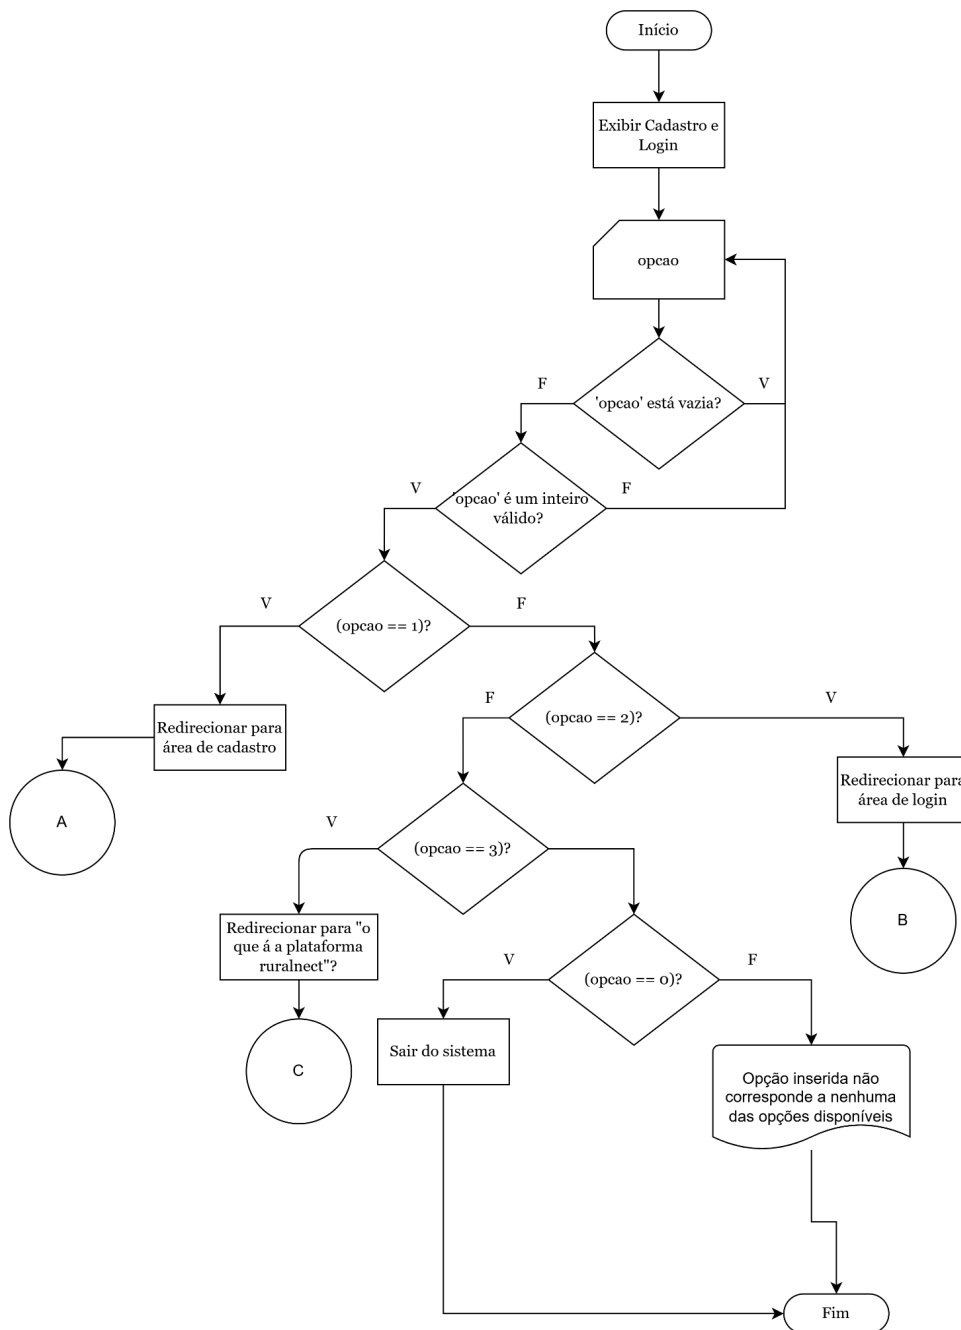 Início
Exibir Cadastro e
Login
opcao
F
V
'opcao' está vazia?
V
F
'opcao' é um inteiro
válido?
V
F
(opcao == 1)?
F
V
(opcao == 2)?
Redirecionar para
área de cadastro
Redirecionar para
área de login
A
V
(opcao == 3)?
B
Redirecionar para "o
que á a plataforma
ruralnect"?
V
F
(opcao == 0)?
Sair do sistema
C
Opção inserida não
corresponde a nenhuma
das opções disponíveis
Fim